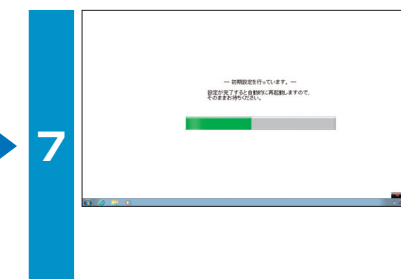 7
― 初期設定を行っています。 ―
設定が完了すると自動的に再起動しますので、
そのままお待ちください。